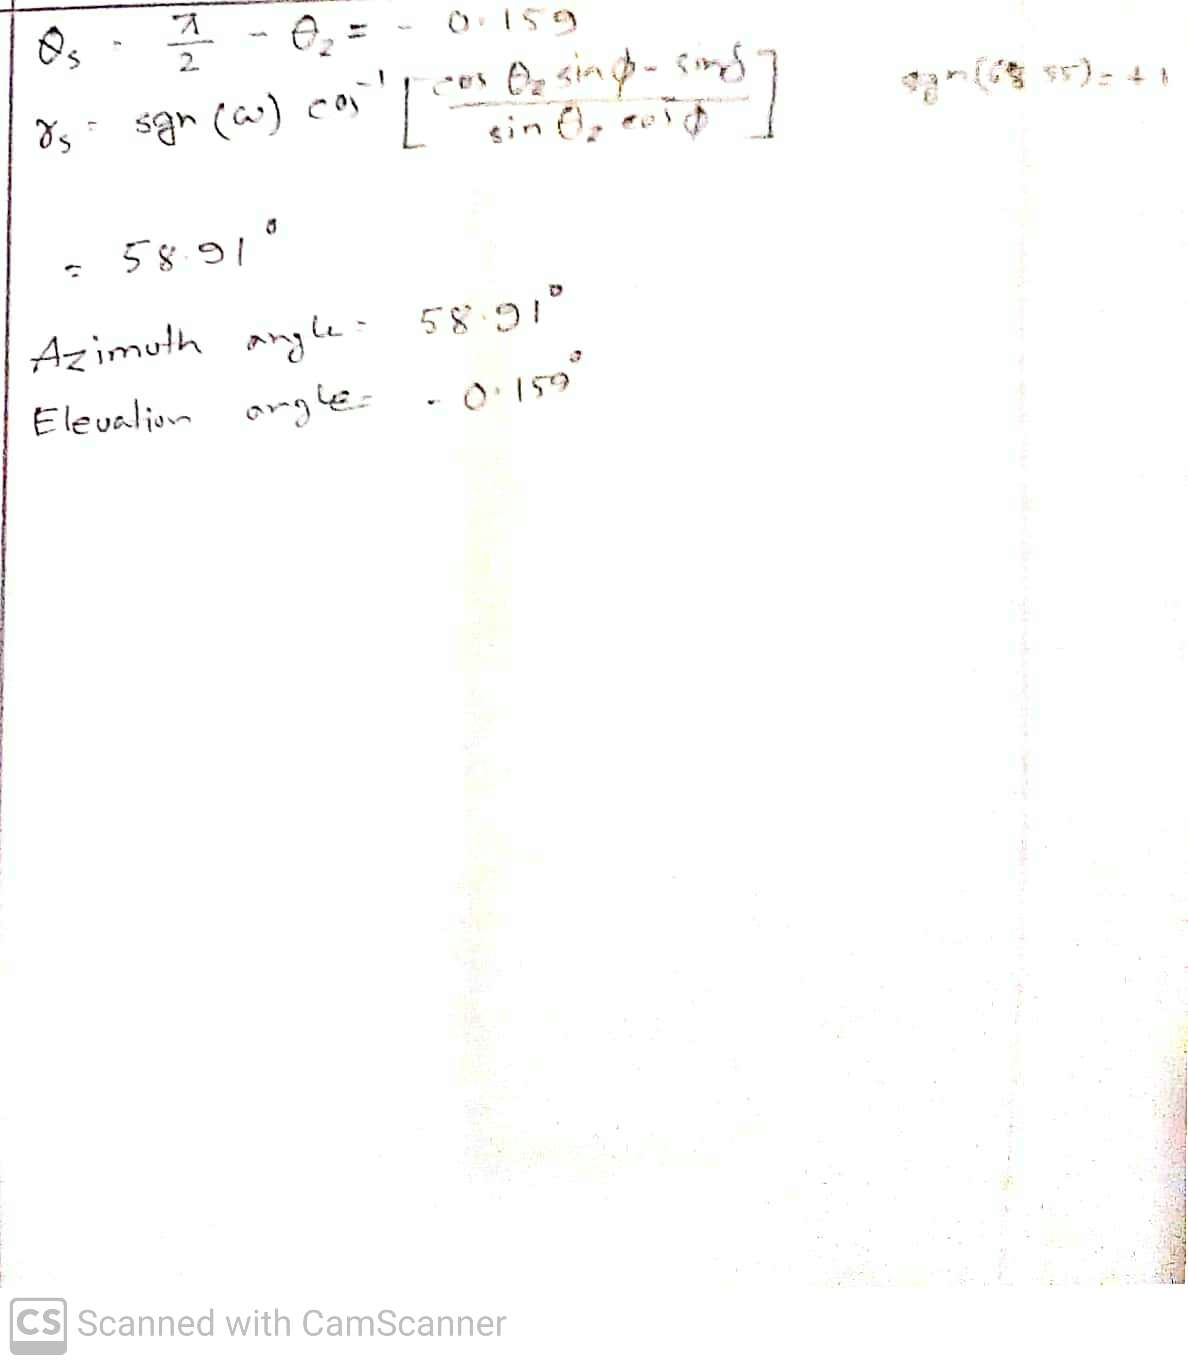 θs = π/2 - θz = - 0.159
γs = sgn (ω) cos⁻¹ [ cos θz sin ϕ - sin δ / sin θz cos ϕ ] sgn(68.55) = +1
= 58.91°
Azimuth angle = 58.91°
Elevation angle = - 0.159°
CS Scanned with CamScanner